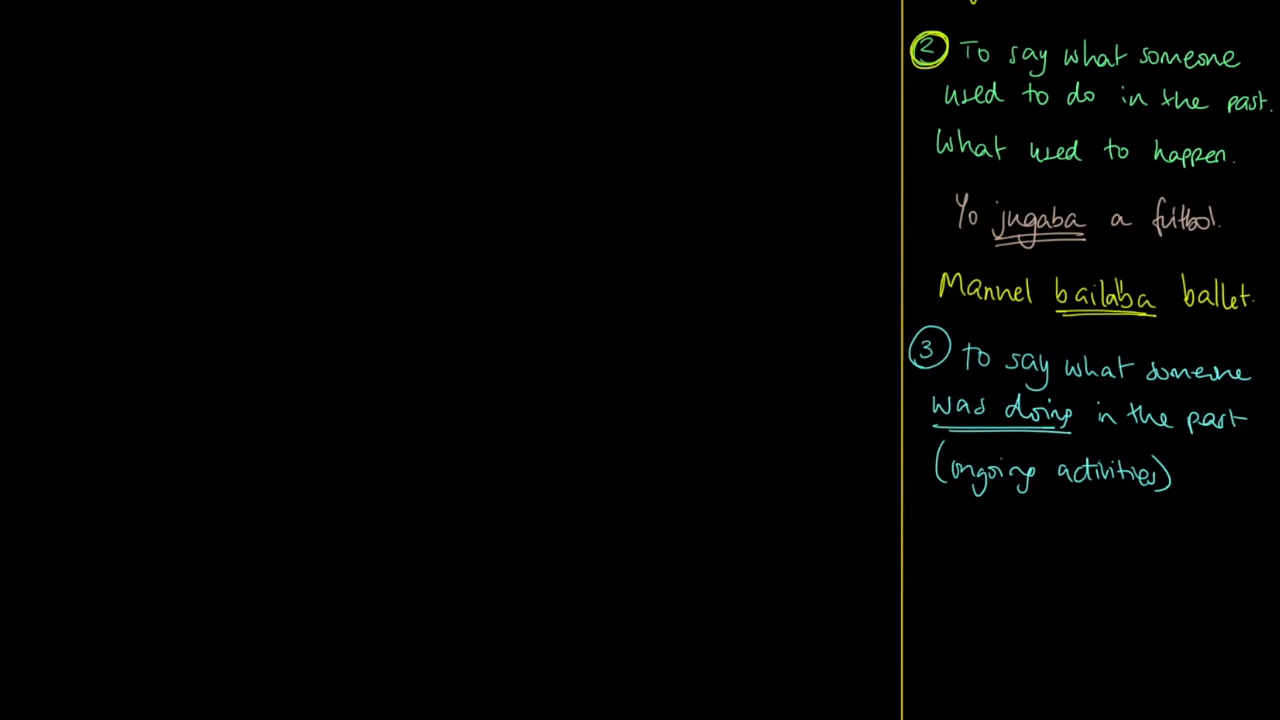 ② To say what someone
used to do in the past.
What used to happen.
Yo jugaba a fútbol.
Manuel bailaba ballet.
③ To say what someone
was doing in the past
(ongoing activities)